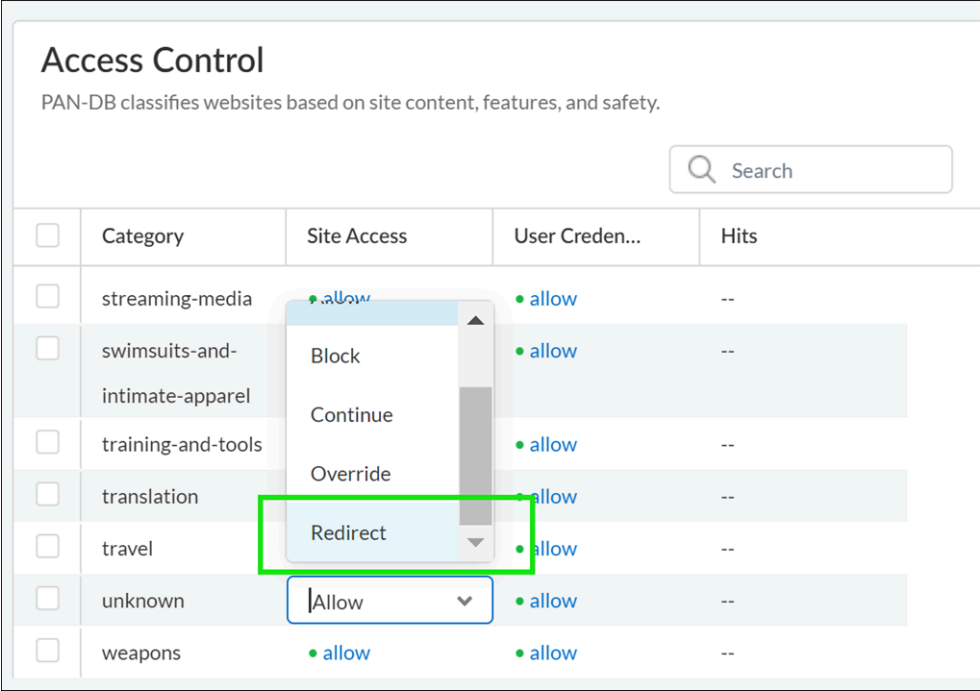 Access Control
PAN-DB classifies websites based on site content, features, and safety.
Search
Category Site Access User Creden... Hits
streaming-media allow allow --
swimsuits-and- allow --
intimate-apparel
Block
Continue
training-and-tools allow --
Override
translation allow --
Redirect
travel allow --
unknown Allow allow --
weapons allow allow --